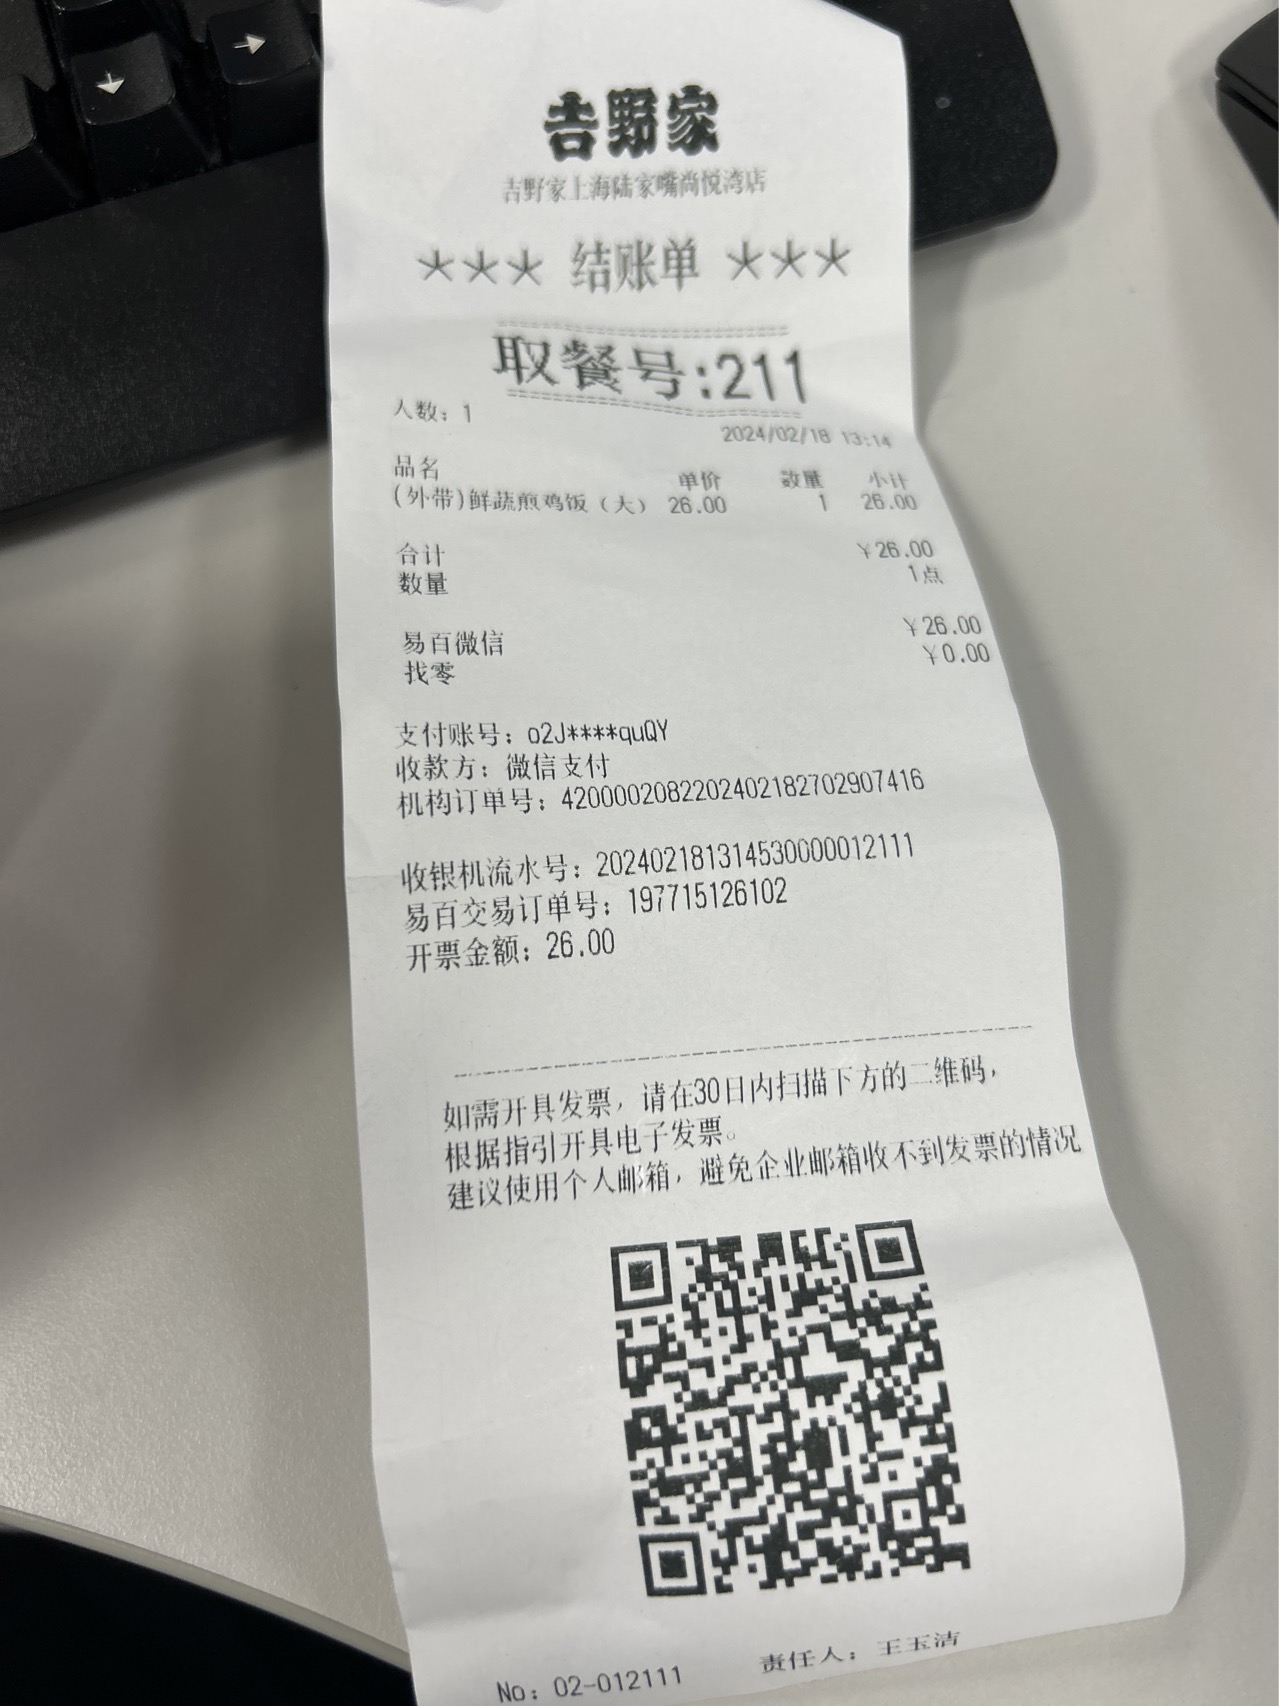 吉野家
吉野家上海陆家嘴尚悦湾店
*** 结账单 ***
取餐号:211
人数：1
2024/02/18 13:14
品名 单价 数量 小计
(外带)鲜蔬煎鸡饭（大） 26.00 1 26.00
合计 ¥26.00
数量 1点
易百微信 ¥26.00
找零 ¥0.00
支付账号：o2J****quQY
收款方：微信支付
机构订单号：4200002082202402182702907416
收银机流水号：202402181314530000012111
易百交易订单号：197715126102
开票金额：26.00
如需开具发票，请在30日内扫描下方的二维码，
根据指引开具电子发票。
建议使用个人邮箱，避免企业邮箱收不到发票的情况
No：02-012111 责任人：王玉洁